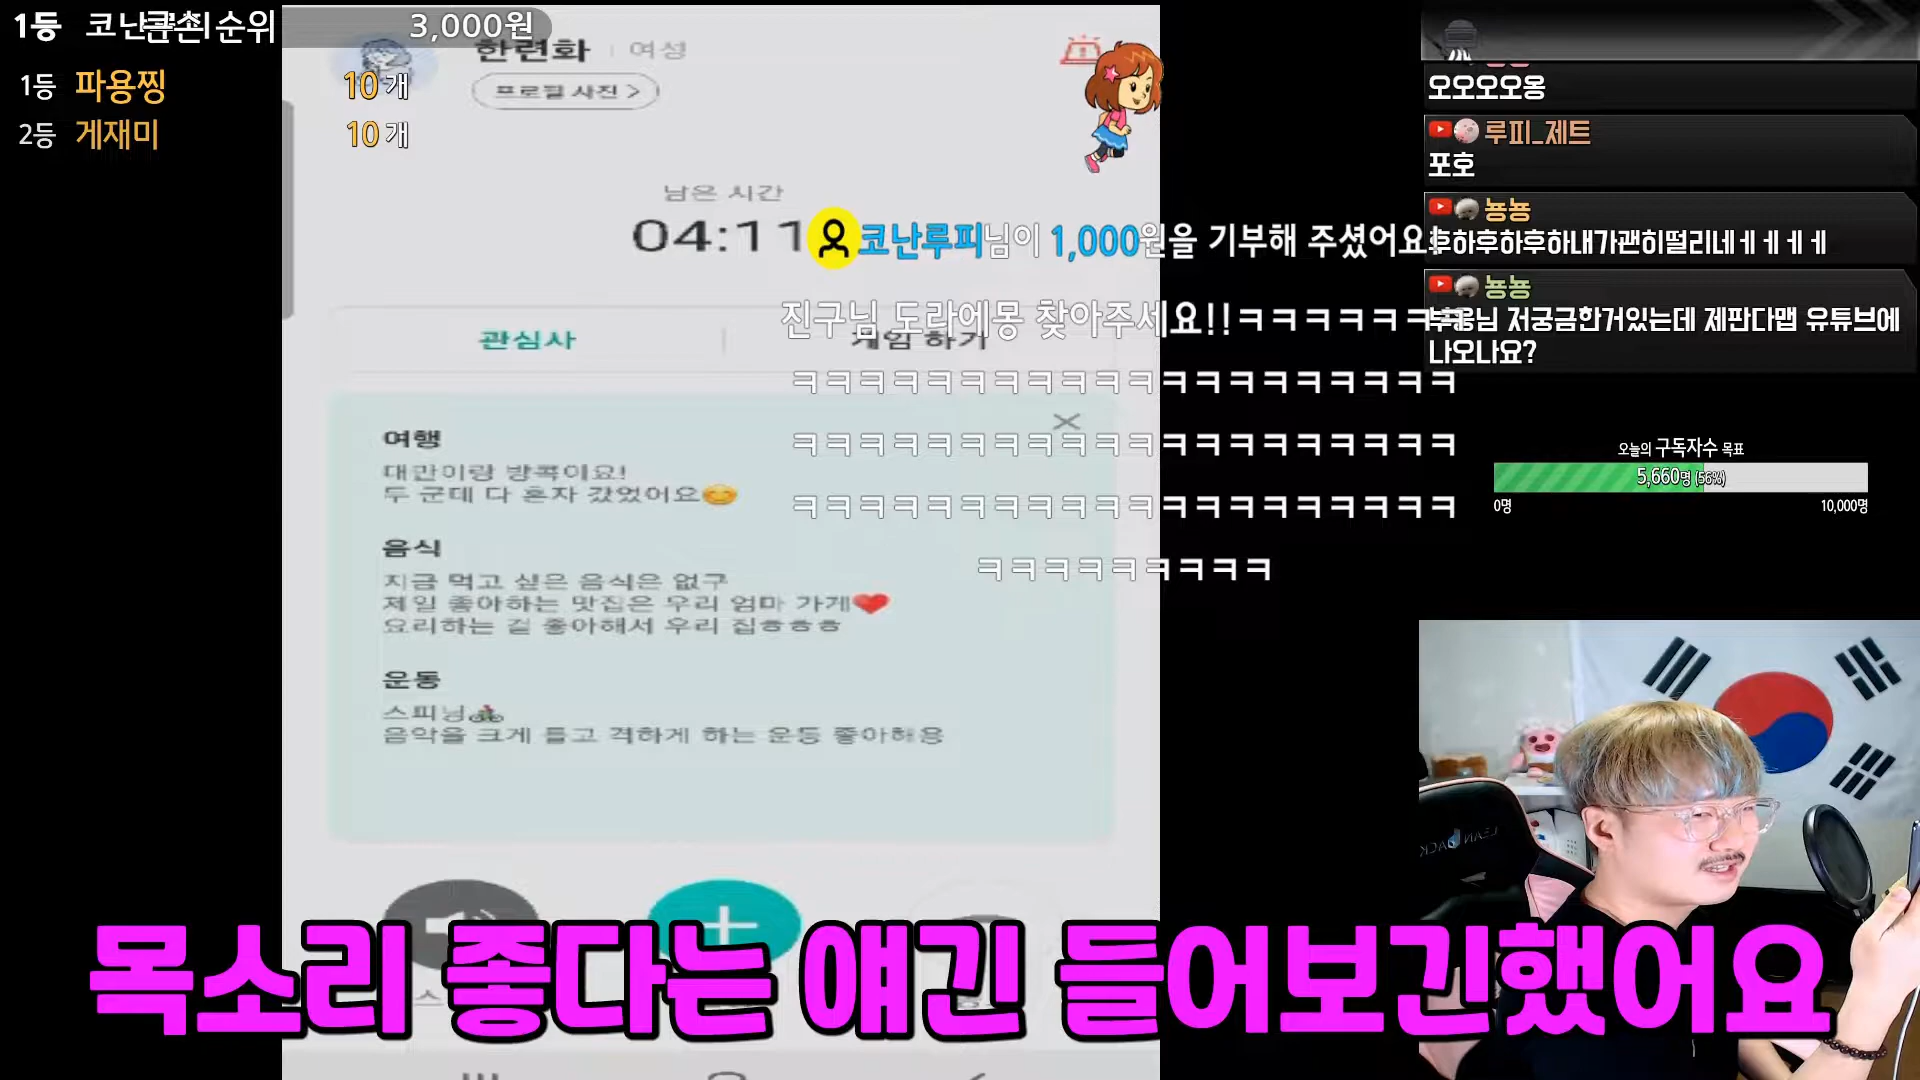 1등
3,000원
1등 파용찡 10개
2등 게재미 10개
한련화 여성
프로필 사진 >
남은 시간
04:11
코난루피님이 1,000원을 기부해 주셨어요!
진구님 도라에몽 찾아주세요!!ㅋㅋㅋㅋㅋㅋㅋ
ㅋㅋㅋㅋㅋㅋㅋㅋㅋㅋㅋㅋㅋㅋㅋㅋㅋㅋㅋㅋ
ㅋㅋㅋㅋㅋㅋㅋㅋㅋㅋㅋㅋㅋㅋㅋㅋㅋㅋㅋㅋ
ㅋㅋㅋㅋㅋㅋㅋㅋㅋㅋㅋㅋㅋㅋㅋㅋㅋㅋㅋㅋ
ㅋㅋㅋㅋㅋㅋㅋㅋㅋ
관심사
게임 하기
여행
대만이랑 방콕이요!
두 군데 다 혼자 갔었어요😊
음식
지금 먹고 싶은 음식은 없구
제일 좋아하는 맛집은 우리 엄마 가게❤️
요리하는 걸 좋아해서 우리 집ㅎㅎㅎㅎ
운동
스피닝🚴
음악을 크게 틀고 격하게 하는 운동 좋아해용
오오오오옹
루피_제트
포호
뇽뇽
후하후하후하내가괜히떨리네ㅔㅔㅔㅔ
뇽뇽
저궁금한거있는데 제판다맵 유튜브에
나오나요?
오늘의 구독자수 목표
5,660명 (56%)
0명 10,000명
목소리 좋다는 얘긴 들어보긴했어요